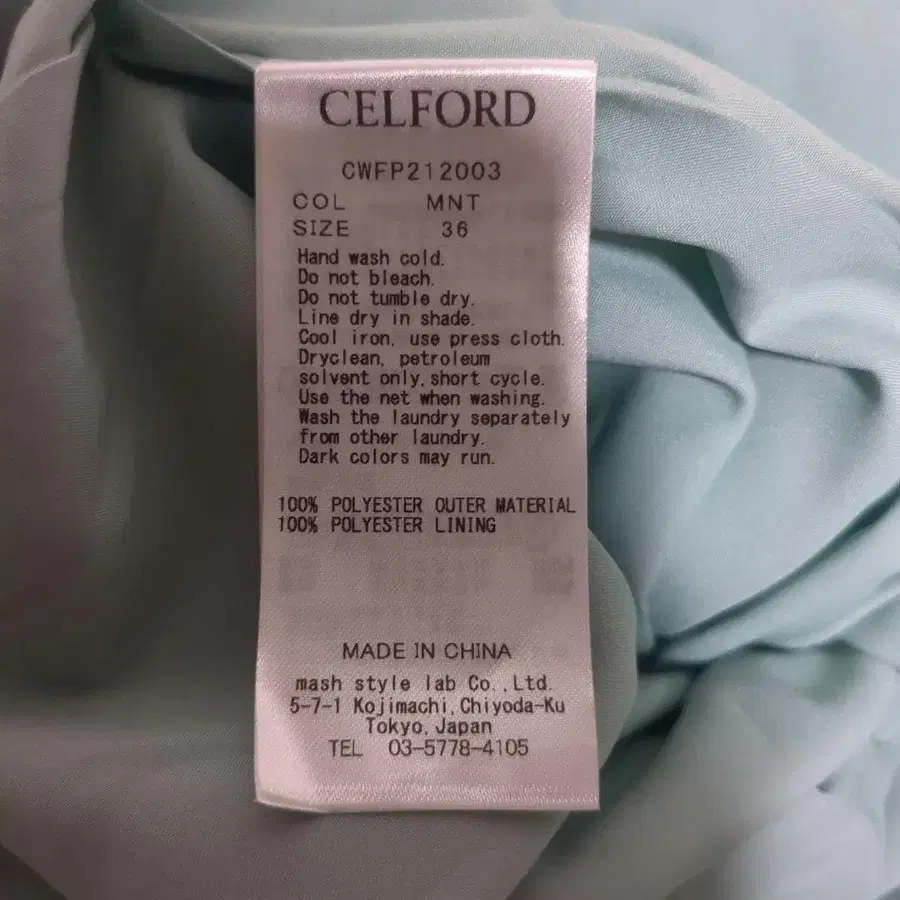 CELFORD
CWFP212003
COL MNT
SIZE 36
Hand wash cold.
Do not bleach.
Do not tumble dry.
Line dry in shade.
Cool iron, use press cloth.
Dryclean, petroleum
solvent only, short cycle.
Use the net when washing.
Wash the laundry separately
from other laundry.
Dark colors may run.
100% POLYESTER OUTER MATERIAL
100% POLYESTER LINING
MADE IN CHINA
mash style lab Co., Ltd.
5-7-1 Kojimachi, Chiyoda-Ku
Tokyo, Japan
TEL 03-5778-4105